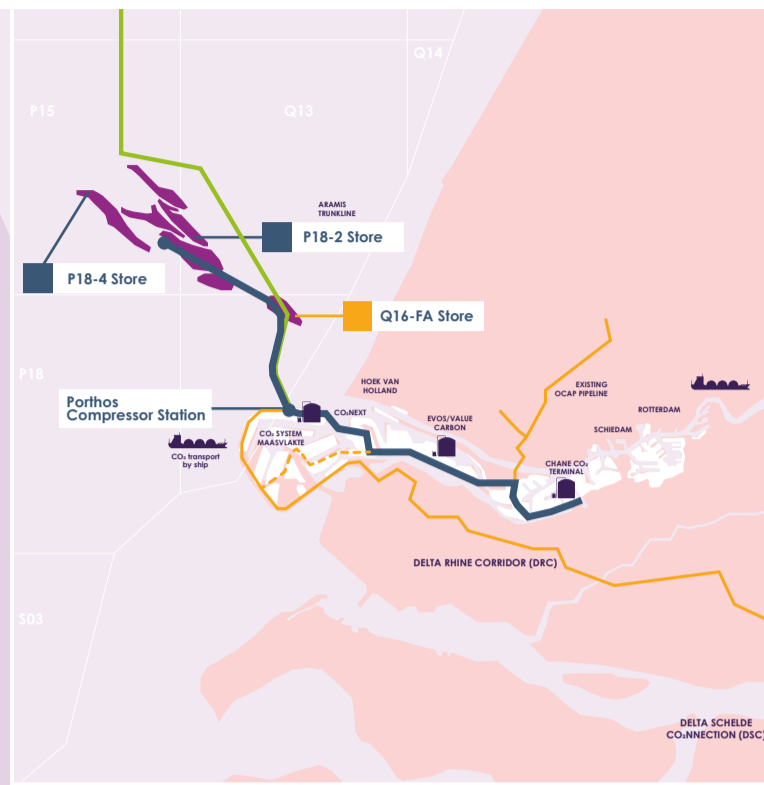 Q14
P15
Q13
ARAMIS
TRUNKLINE
P18-2 Store
P18-4 Store
Q16-FA Store
P18
HOEK VAN
HOLLAND
EXISTING
OCAP PIPELINE
Porthos
Compressor Station
CO₂NEXT
ROTTERDAM
EVOS/VALUE
CARBON
SCHIEDAM
CO₂ SYSTEM
MAASVLAKTE
CO₂ transport
by ship
CHANE CO₂
TERMINAL
DELTA RHINE CORRIDOR (DRC)
S03
DELTA SCHELDE
CO₂NNECTION (DSC)